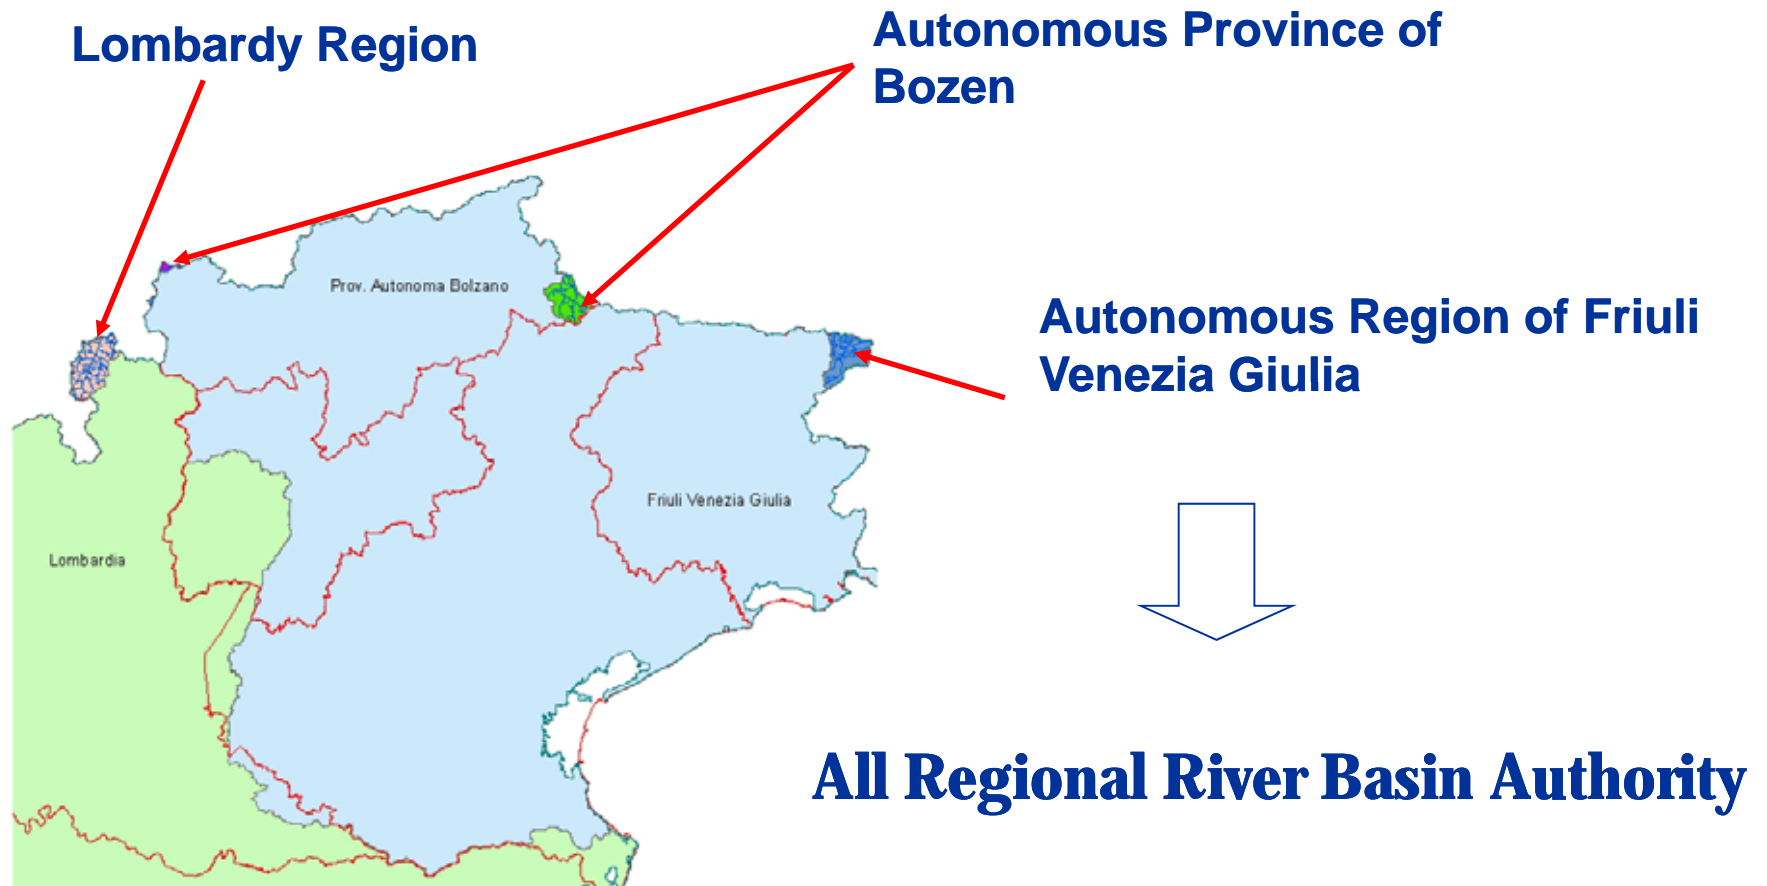 Lombardy Region
Autonomous Province of
Bozen
Prov. Autonoma Bolzano
Autonomous Region of Friuli
Venezia Giulia
Friuli Venezia Giulia
Lombardia
All Regional River Basin Authority